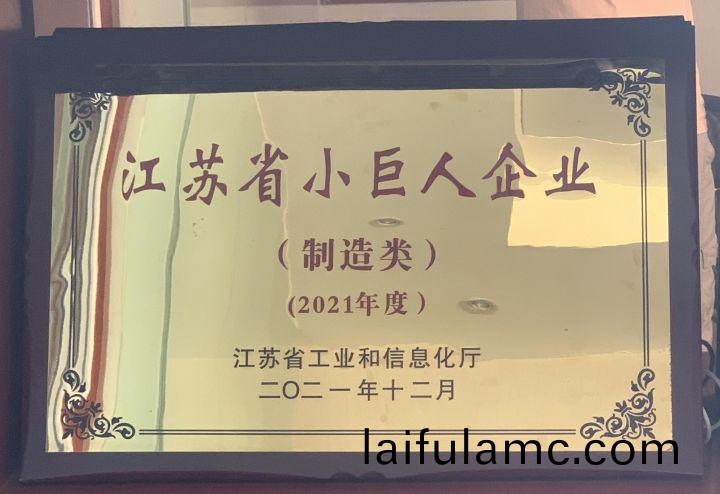 江苏省小巨人企业
（制造类）
(2021年度）
江苏省工业和信息化厅
二〇二一年十二月
laifulamc.com